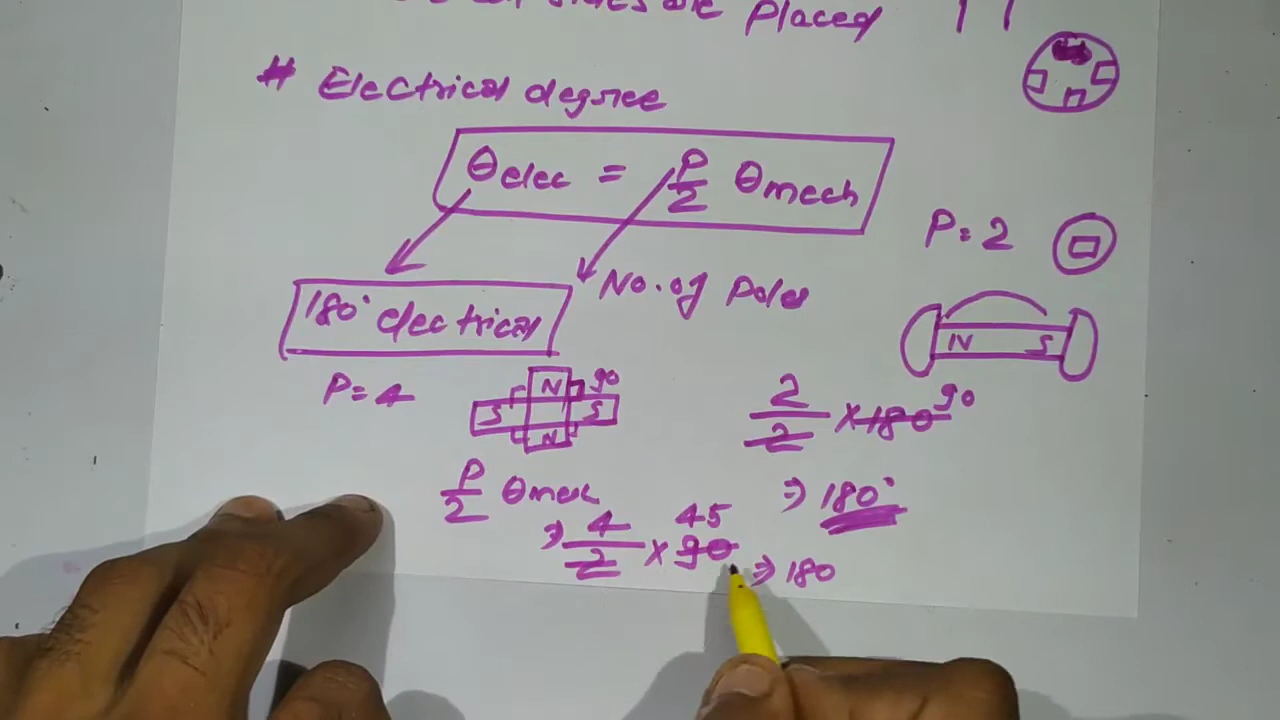 placed
# Electrical degree
θelec = P/2 θmech
P = 2
No. of Poles
180° electrical
N S
P = 4
N 90
S S
N
2/2 × 180 90
P/2 θmech
⇒ 180°
45
⇒ 4/2 × 90 ⇒ 180